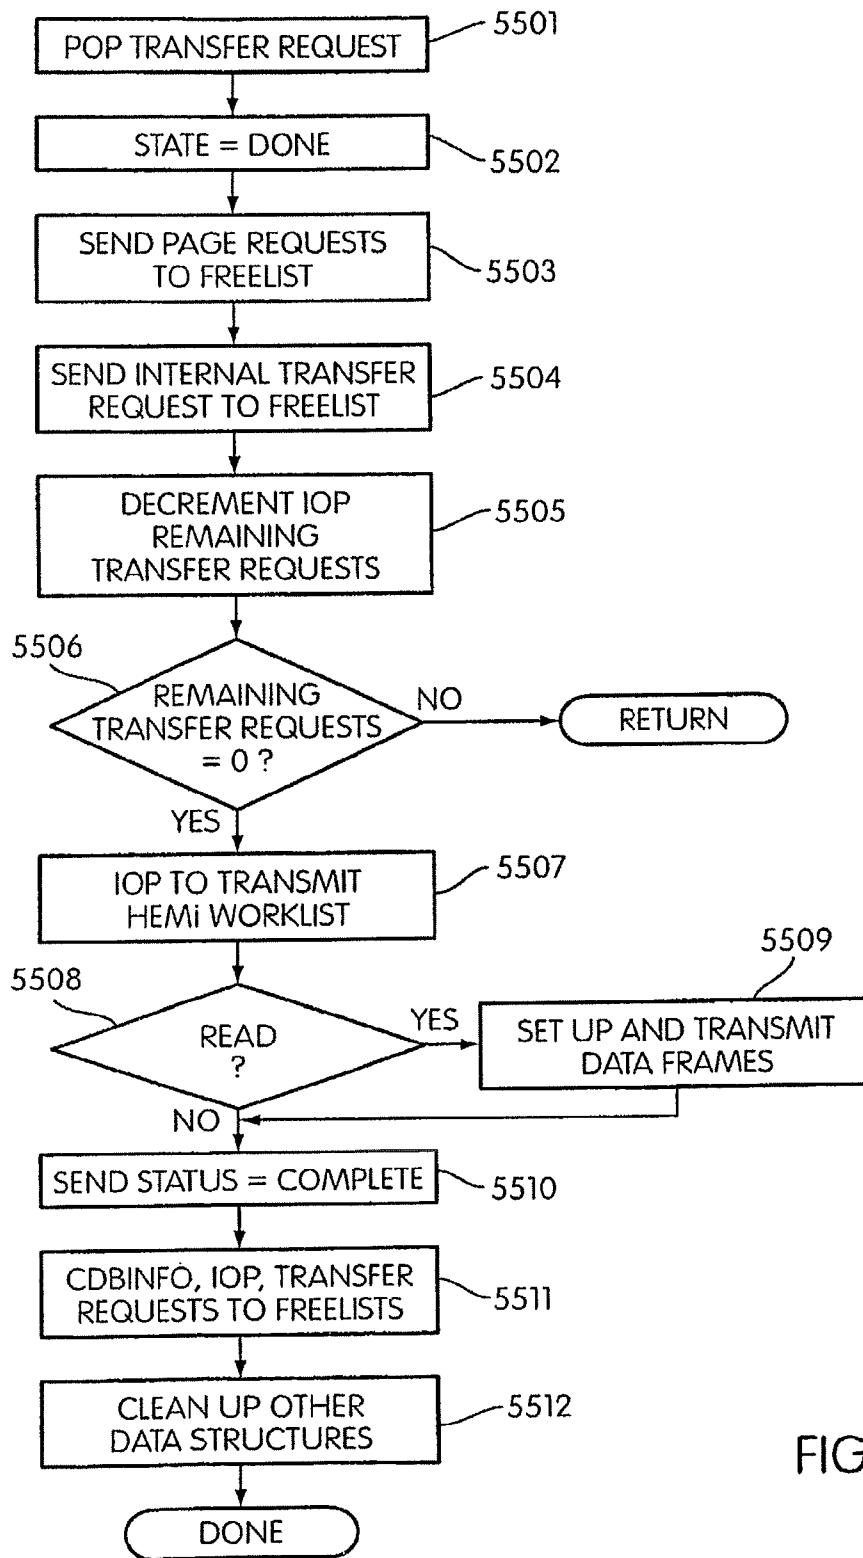 POP TRANSFER REQUEST
5501
STATE = DONE
5502
SEND PAGE REQUESTS
TO FREELIST
5503
SEND INTERNAL TRANSFER
REQUEST TO FREELIST
5504
DECREMENT IOP
REMAINING
TRANSFER REQUESTS
5505
5506
REMAINING
TRANSFER REQUESTS
= 0 ?
NO
RETURN
YES
IOP TO TRANSMIT
HEMi WORKLIST
5507
5508
READ
?
YES
5509
SET UP AND TRANSMIT
DATA FRAMES
NO
SEND STATUS = COMPLETE
5510
CDBINFO, IOP, TRANSFER
REQUESTS TO FREELISTS
5511
CLEAN UP OTHER
DATA STRUCTURES
5512
DONE
FIG